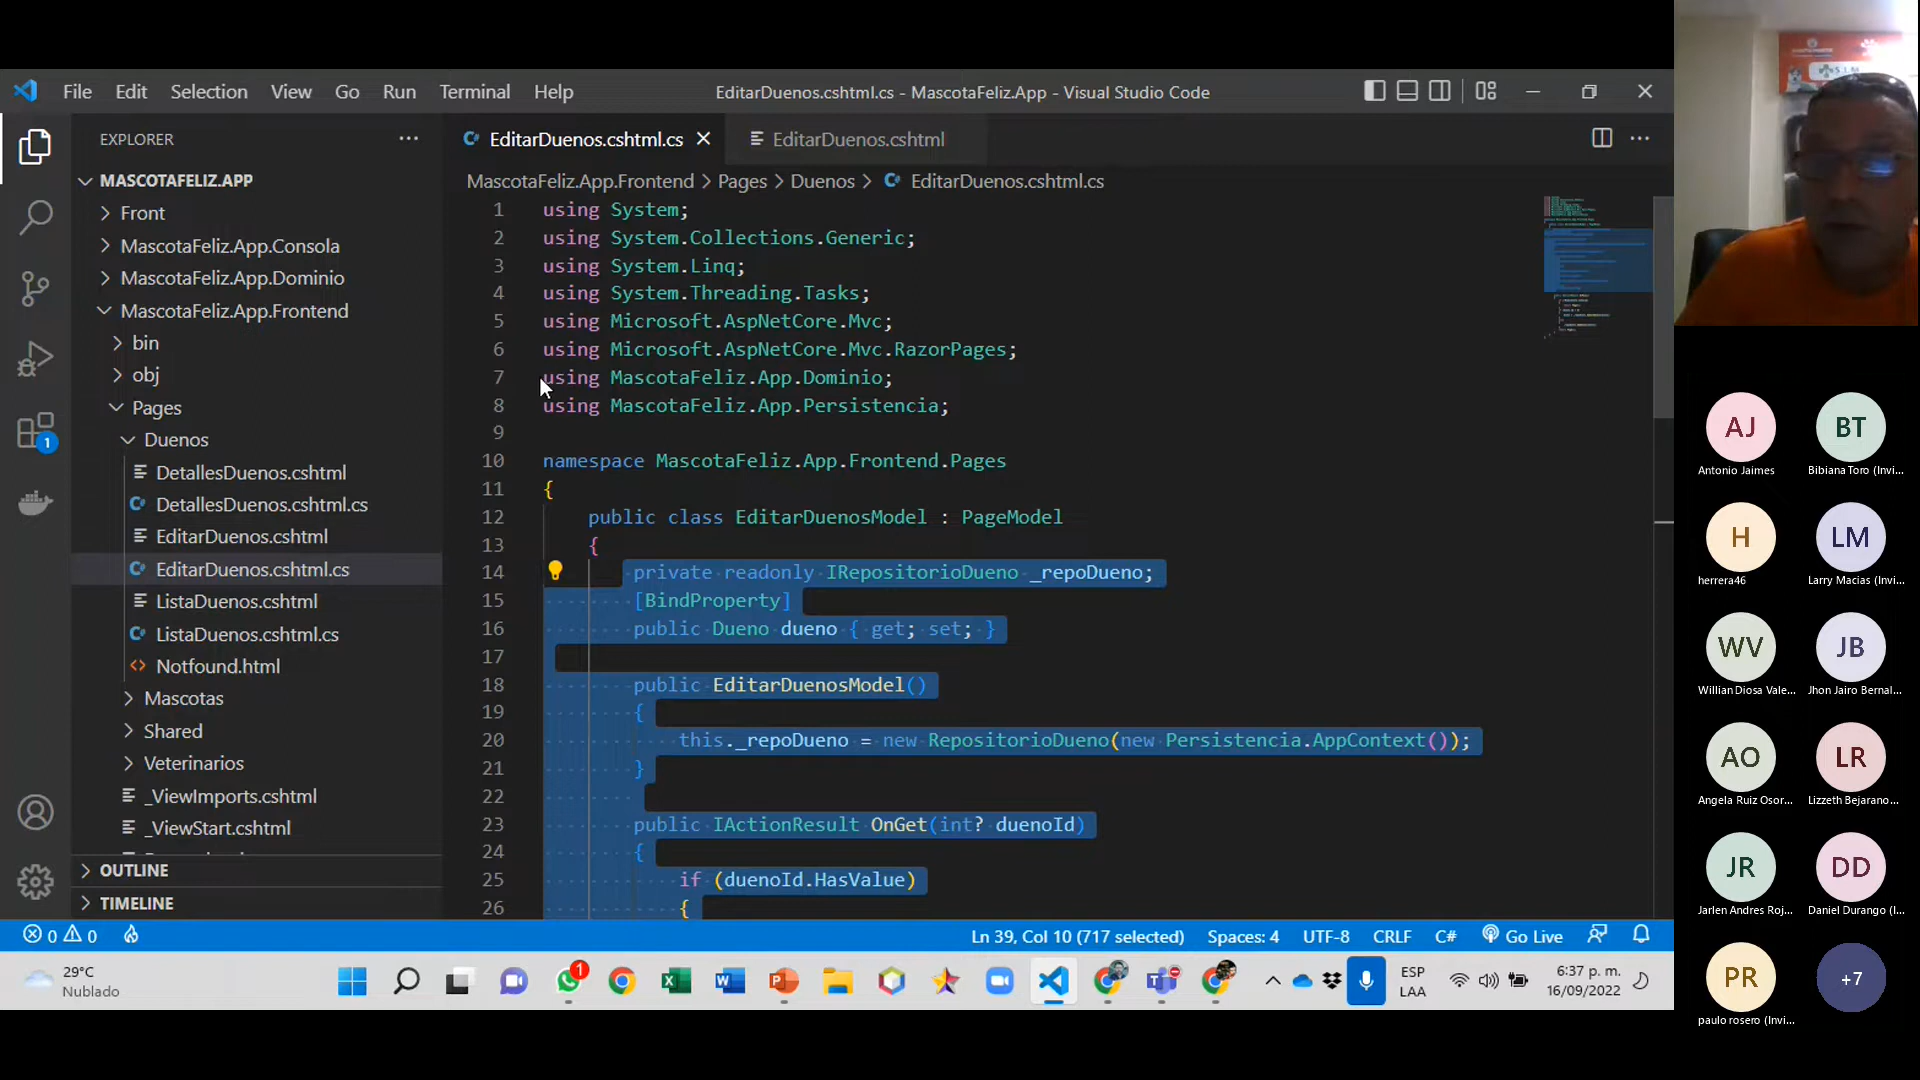 File Edit Selection View Go Run Terminal Help
EditarDuenos.cshtml.cs - MascotaFeliz.App - Visual Studio Code
EXPLORER
MASCOTAFELIZ.APP
Front
MascotaFeliz.App.Consola
MascotaFeliz.App.Dominio
MascotaFeliz.App.Frontend
bin
obj
Pages
Duenos
DetallesDuenos.cshtml
DetallesDuenos.cshtml.cs
EditarDuenos.cshtml
EditarDuenos.cshtml.cs
ListaDuenos.cshtml
ListaDuenos.cshtml.cs
Notfound.html
Mascotas
Shared
Veterinarios
_ViewImports.cshtml
_ViewStart.cshtml
OUTLINE
TIMELINE
1
EditarDuenos.cshtml.cs
EditarDuenos.cshtml
MascotaFeliz.App.Frontend > Pages > Duenos > EditarDuenos.cshtml.cs
1 using System;
2 using System.Collections.Generic;
3 using System.Linq;
4 using System.Threading.Tasks;
5 using Microsoft.AspNetCore.Mvc;
6 using Microsoft.AspNetCore.Mvc.RazorPages;
7 using MascotaFeliz.App.Dominio;
8 using MascotaFeliz.App.Persistencia;
9
10 namespace MascotaFeliz.App.Frontend.Pages
11 {
12 public class EditarDuenosModel : PageModel
13 {
14 private readonly IRepositorioDueno _repoDueno;
15 [BindProperty]
16 public Dueno dueno { get; set; }
17
18 public EditarDuenosModel()
19 {
20 this._repoDueno = new RepositorioDueno(new Persistencia.AppContext());
21 }
22
23 public IActionResult OnGet(int? duenoId)
24 {
25 if (duenoId.HasValue)
26 {
0 0
Ln 39, Col 10 (717 selected) Spaces: 4 UTF-8 CRLF C# Go Live
29°C
Nublado
1
ESP
LAA
6:37 p. m.
16/09/2022
AJ
Antonio Jaimes
BT
Bibiana Toro (Invi...
H
herrera46
LM
Larry Macias (Invi...
WV
Willian Diosa Vale...
JB
Jhon Jairo Bernal...
AO
Angela Ruiz Osor...
LR
Lizzeth Bejarano...
JR
Jarlen Andres Roj...
DD
Daniel Durango (I...
PR
paulo rosero (Invi...
+7